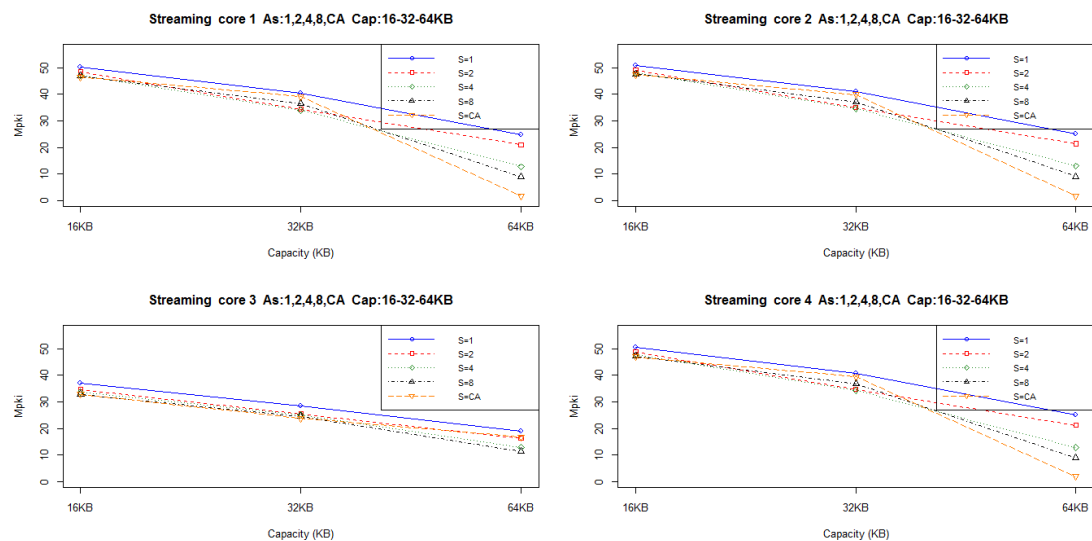 Streaming core 1 As:1,2,4,8,CA Cap:16-32-64KB
S=1
S=2
S=4
S=8
S=CA
Mpki
50
40
30
20
10
0
16KB 32KB 64KB
Capacity (KB)
Streaming core 2 As:1,2,4,8,CA Cap:16-32-64KB
S=1
S=2
S=4
S=8
S=CA
Mpki
50
40
30
20
10
0
16KB 32KB 64KB
Capacity (KB)
Streaming core 3 As:1,2,4,8,CA Cap:16-32-64KB
S=1
S=2
S=4
S=8
S=CA
Mpki
50
40
30
20
10
0
16KB 32KB 64KB
Capacity (KB)
Streaming core 4 As:1,2,4,8,CA Cap:16-32-64KB
S=1
S=2
S=4
S=8
S=CA
Mpki
50
40
30
20
10
0
16KB 32KB 64KB
Capacity (KB)